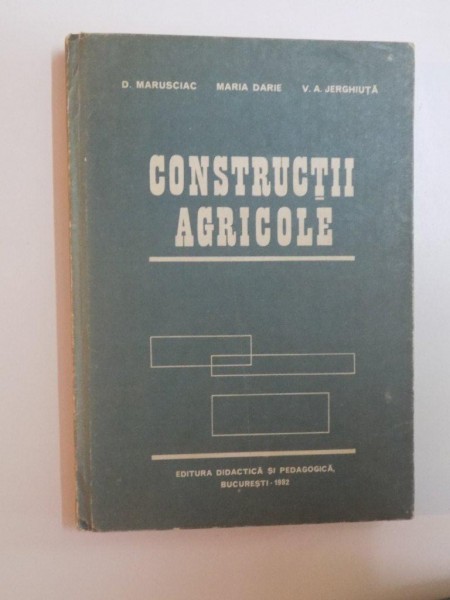 D. MARUSCIAC MARIA DARIE V. A. JERGHIUȚĂ
CONSTRUCȚII
AGRICOLE
EDITURA DIDACTICĂ ȘI PEDAGOGICĂ,
BUCUREȘTI - 1982